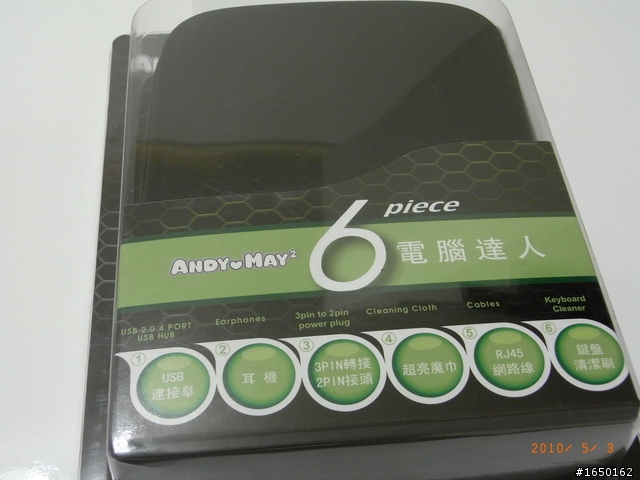 6 piece
ANDY♥MAY² 電腦達人
USB 2.0 4 PORT
USB HUB
Earphones
3pin to 2pin
power plug
Cleaning Cloth
Cables
Keyboard
Cleaner
① USB
連接阜
② 耳機
③ 3PIN轉接
2PIN接頭
④ 超亮魔巾
⑤ RJ45
網路線
⑥ 鍵盤
清潔刷
2010/ 5/ 3
#1650162